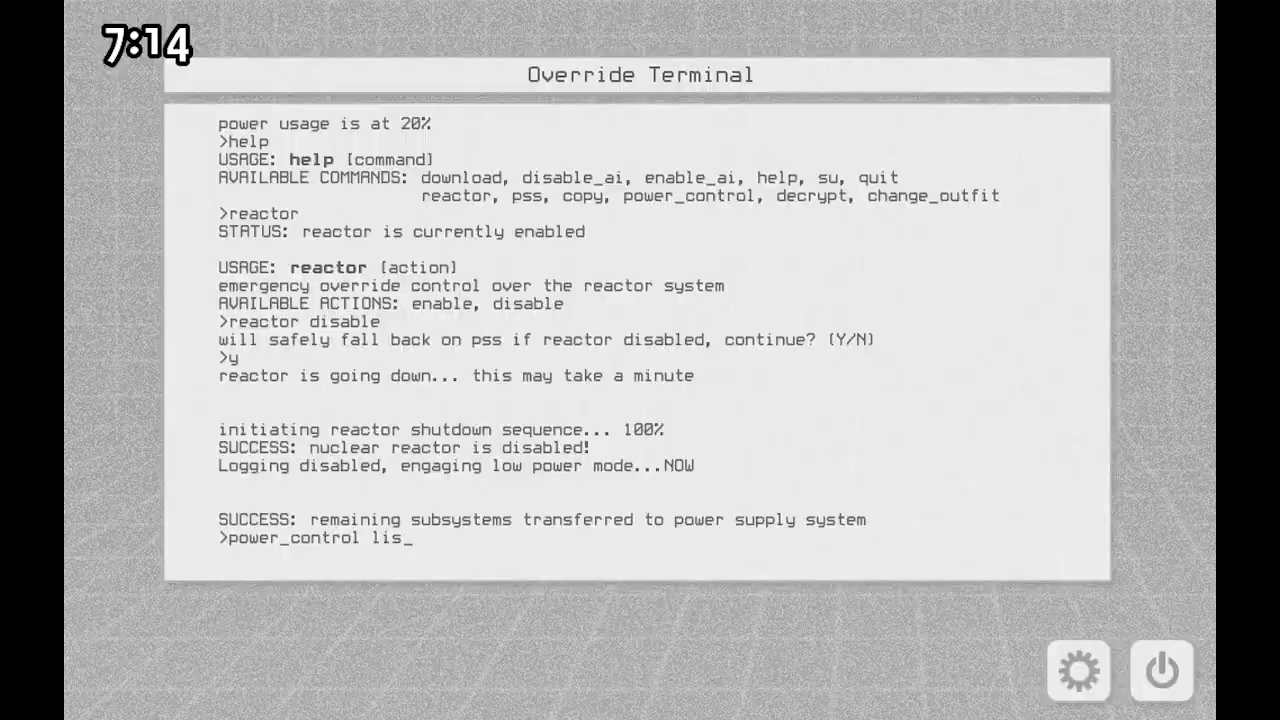 7:14
Override Terminal
power usage is at 20%
>help
USAGE: help [command]
AVAILABLE COMMANDS: download, disable_ai, enable_ai, help, su, quit
reactor, pss, copy, power_control, decrypt, change_outfit
>reactor
STATUS: reactor is currently enabled
USAGE: reactor [action]
emergency override control over the reactor system
AVAILABLE ACTIONS: enable, disable
>reactor disable
will safely fall back on pss if reactor disabled, continue? (Y/N)
>y
reactor is going down... this may take a minute
initiating reactor shutdown sequence... 100%
SUCCESS: nuclear reactor is disabled!
Logging disabled, engaging low power mode...NOW
SUCCESS: remaining subsystems transferred to power supply system
>power_control lis_